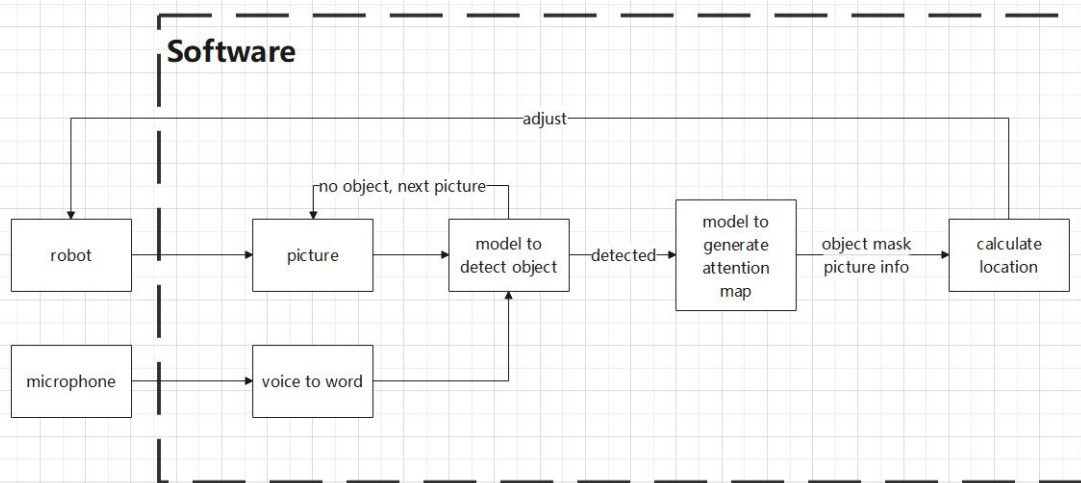 Software
adjust
no object, next picture
robot
picture
model to
detect object
detected
model to
generate
attention
map
object mask
picture info
calculate
location
microphone
voice to word